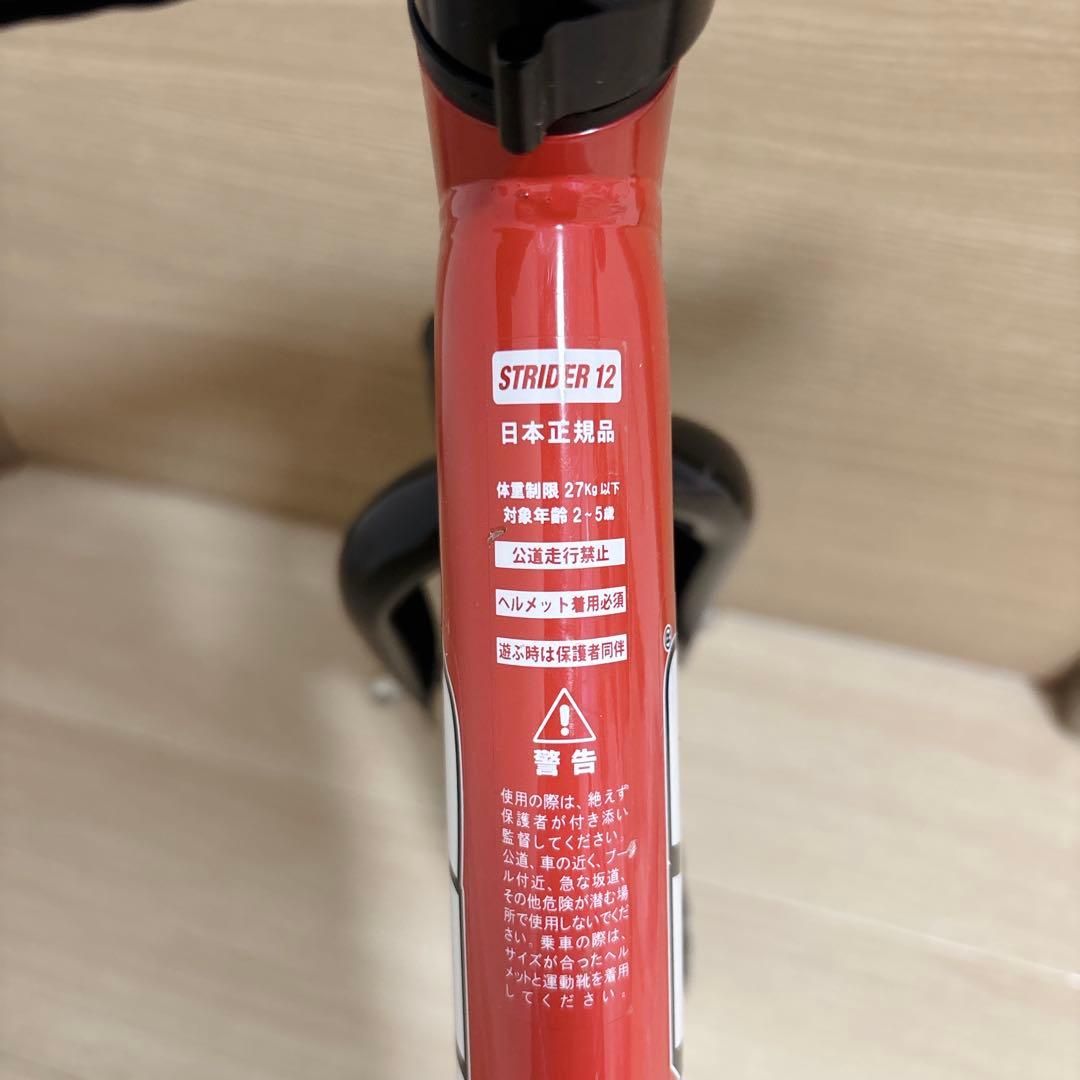 STRIDER 12
日本正規品
体重制限 27Kg 以下
対象年齢 2～5歳
公道走行禁止
ヘルメット着用必須
遊ぶ時は保護者同伴
警告
使用の際は、絶えず
保護者が付き添い
監督してください。
公道、車の近く、プー
ル付近、急な坂道、
その他危険が潜む場
所で使用しないでくだ
さい。乗車の際は、
サイズが合ったヘル
メットと運動靴を着用
してください。